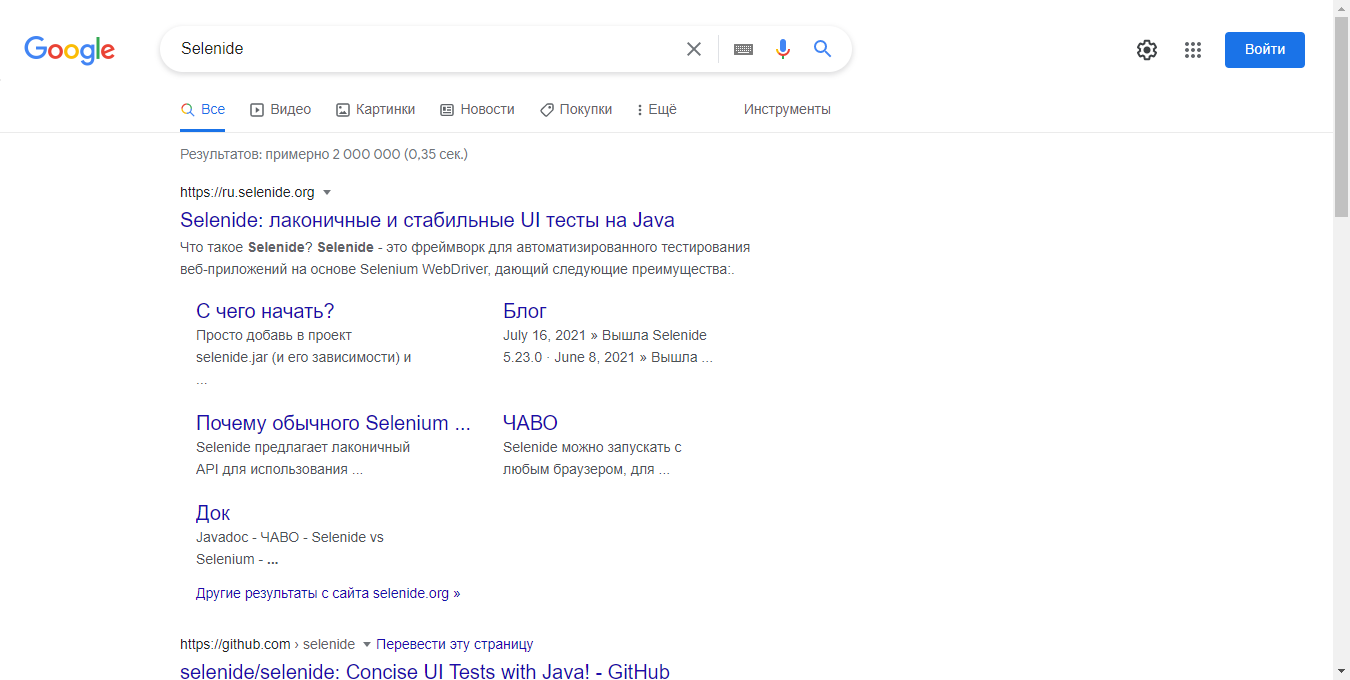 Google
Selenide
Войти
Все
Видео
Картинки
Новости
Покупки
Ещё
Инструменты
Результатов: примерно 2 000 000 (0,35 сек.)
https://ru.selenide.org
Selenide: лаконичные и стабильные UI тесты на Java
Что такое Selenide? Selenide - это фреймворк для автоматизированного тестирования
веб-приложений на основе Selenium WebDriver, дающий следующие преимущества:.
С чего начать?
Просто добавь в проект
selenide.jar (и его зависимости) и
...
Блог
July 16, 2021 » Вышла Selenide
5.23.0 · June 8, 2021 » Вышла ...
Почему обычного Selenium ...
Selenide предлагает лаконичный
API для использования ...
ЧАВО
Selenide можно запускать с
любым браузером, для ...
Док
Javadoc - ЧАВО - Selenide vs
Selenium - ...
Другие результаты с сайта selenide.org »
https://github.com › selenide Перевести эту страницу
selenide/selenide: Concise UI Tests with Java! - GitHub